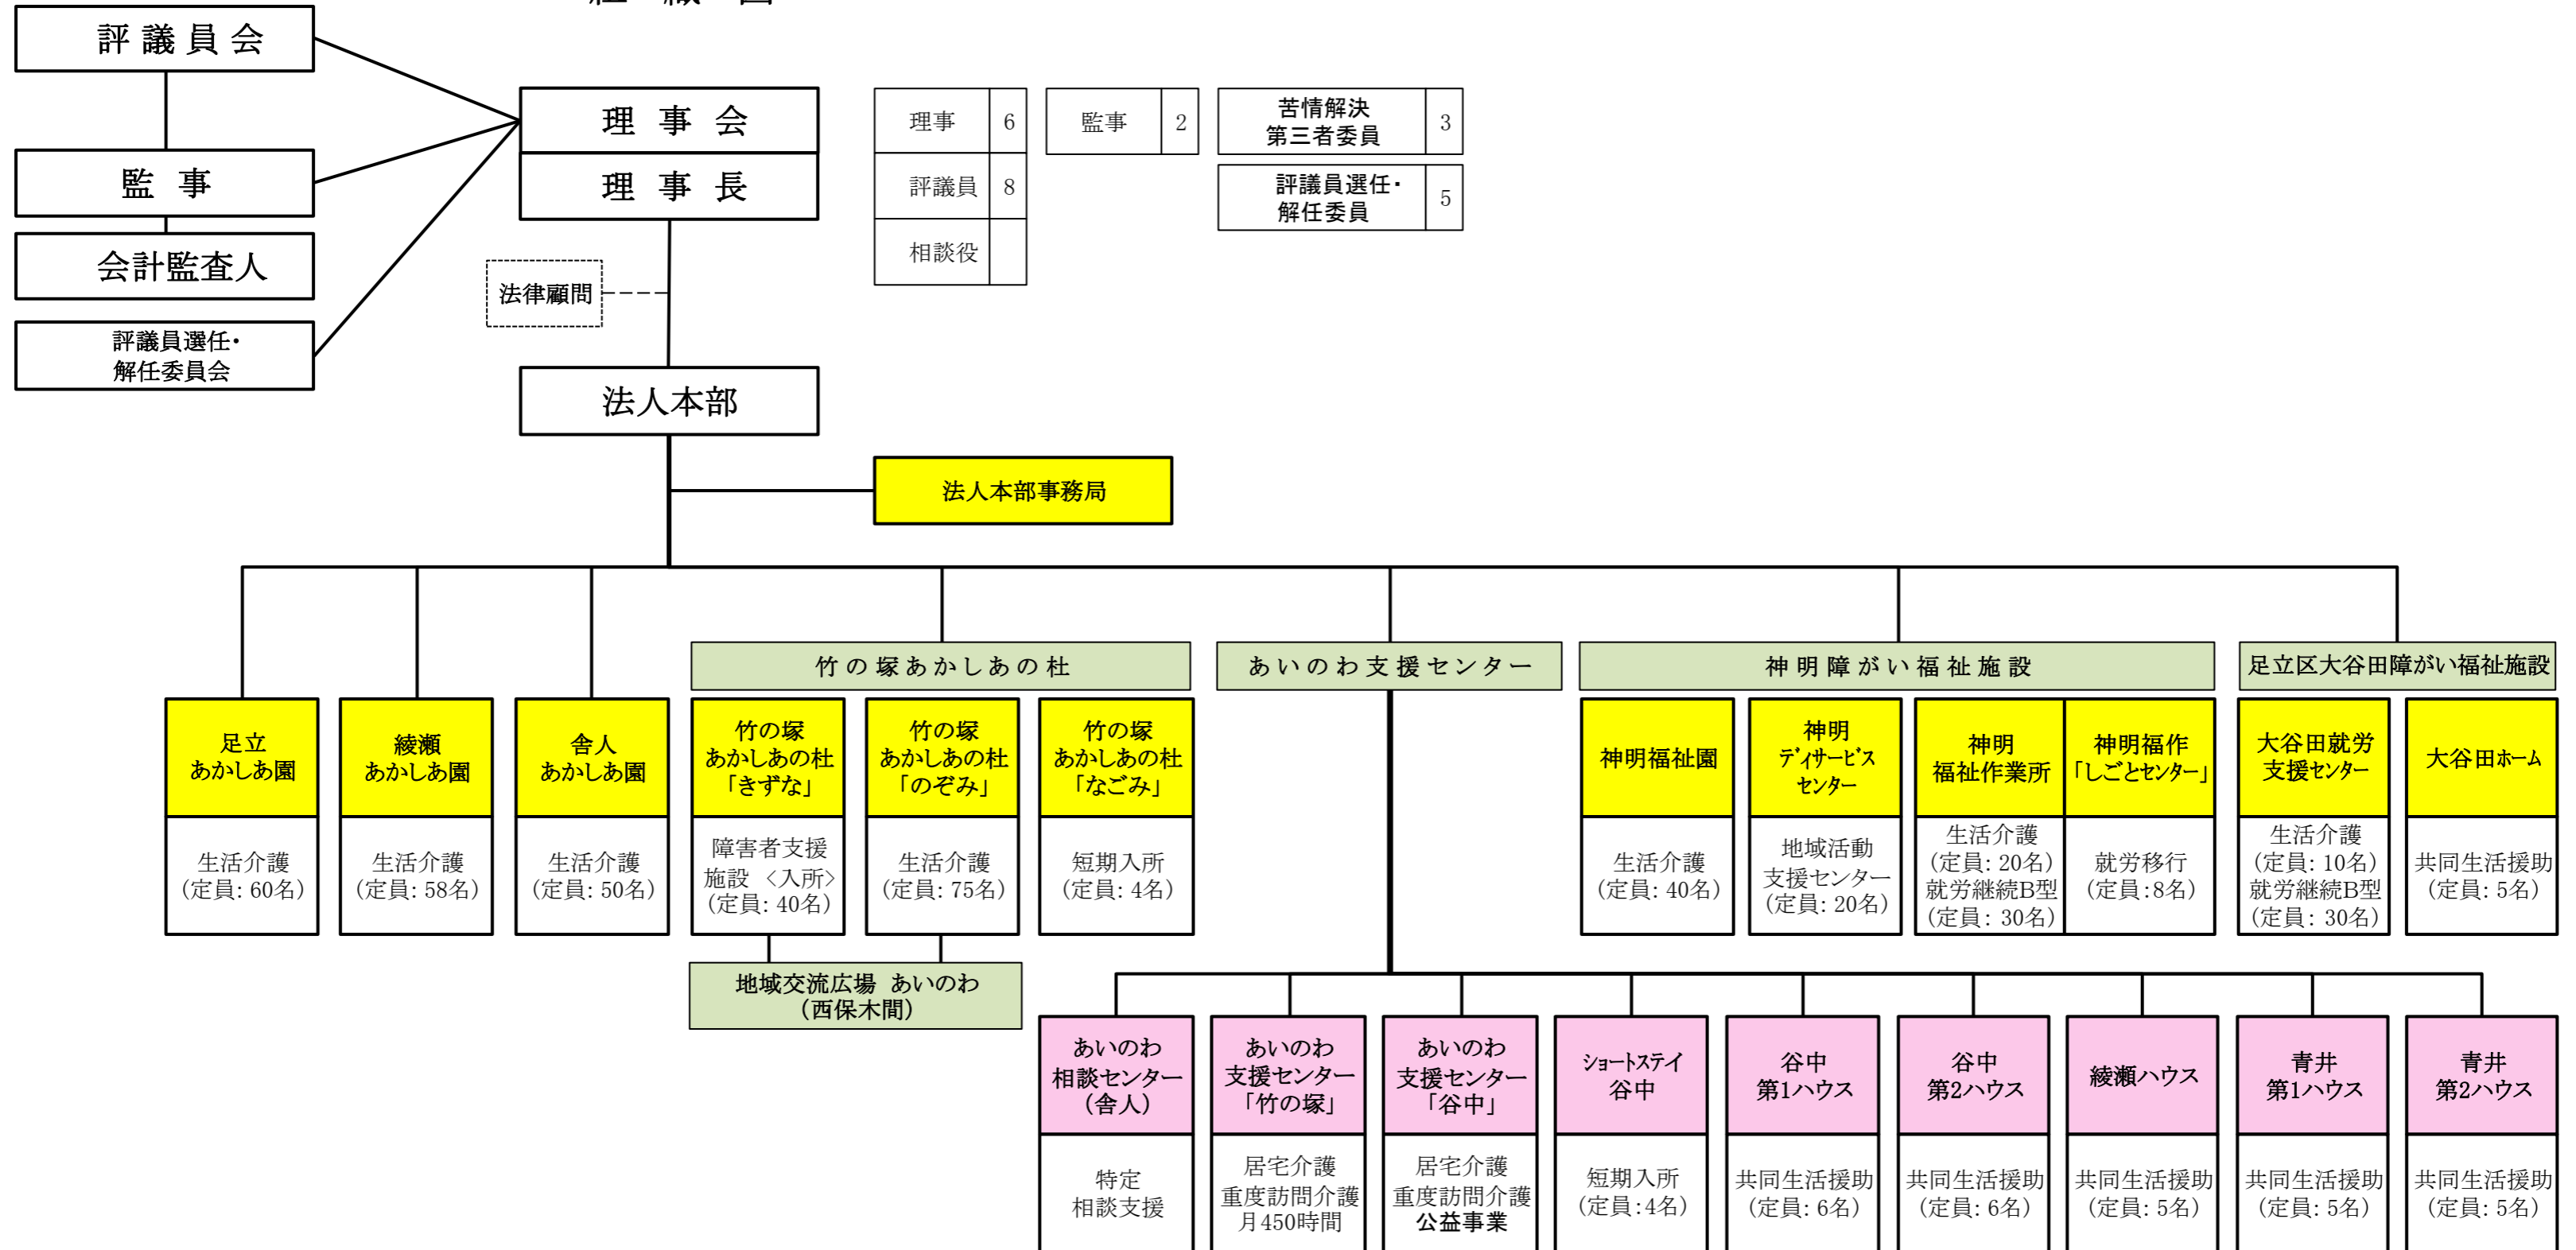 組 織 図
評 議 員 会
監 事
会計監査人
評議員選任・
解任委員会
理 事 会
理 事 長
法律顧問
法人本部
理事 6
評議員 8
相談役
監事 2
苦情解決
第三者委員
3
評議員選任・
解任委員
5
法人本部事務局
竹の塚あかしあの杜
あいのわ支援センター
神明障がい福祉施設
足立区大谷田障がい福祉施設
足立
あかしあ園
生活介護
(定員: 60名)
綾瀬
あかしあ園
生活介護
(定員: 58名)
舎人
あかしあ園
生活介護
(定員: 50名)
竹の塚
あかしあの杜
「きずな」
障害者支援
施設 〈入所〉
(定員: 40名)
竹の塚
あかしあの杜
「のぞみ」
生活介護
(定員: 75名)
竹の塚
あかしあの杜
「なごみ」
短期入所
(定員: 4名)
地域交流広場 あいのわ
(西保木間)
神明福祉園
生活介護
(定員: 40名)
神明
ディサービス
センター
地域活動
支援センター
(定員: 20名)
神明
福祉作業所
生活介護
(定員: 20名)
就労継続B型
(定員: 30名)
神明福作
「しごとセンター」
就労移行
(定員:8名)
大谷田就労
支援センター
生活介護
(定員: 10名)
就労継続B型
(定員: 30名)
大谷田ホーム
共同生活援助
(定員: 5名)
あいのわ
相談センター
(舎人)
特定
相談支援
あいのわ
支援センター
「竹の塚」
居宅介護
重度訪問介護
月450時間
あいのわ
支援センター
「谷中」
居宅介護
重度訪問介護
公益事業
ショートステイ
谷中
短期入所
(定員:4名)
谷中
第1ハウス
共同生活援助
(定員: 6名)
谷中
第2ハウス
共同生活援助
(定員: 6名)
綾瀬ハウス
共同生活援助
(定員: 5名)
青井
第1ハウス
共同生活援助
(定員: 5名)
青井
第2ハウス
共同生活援助
(定員: 5名)